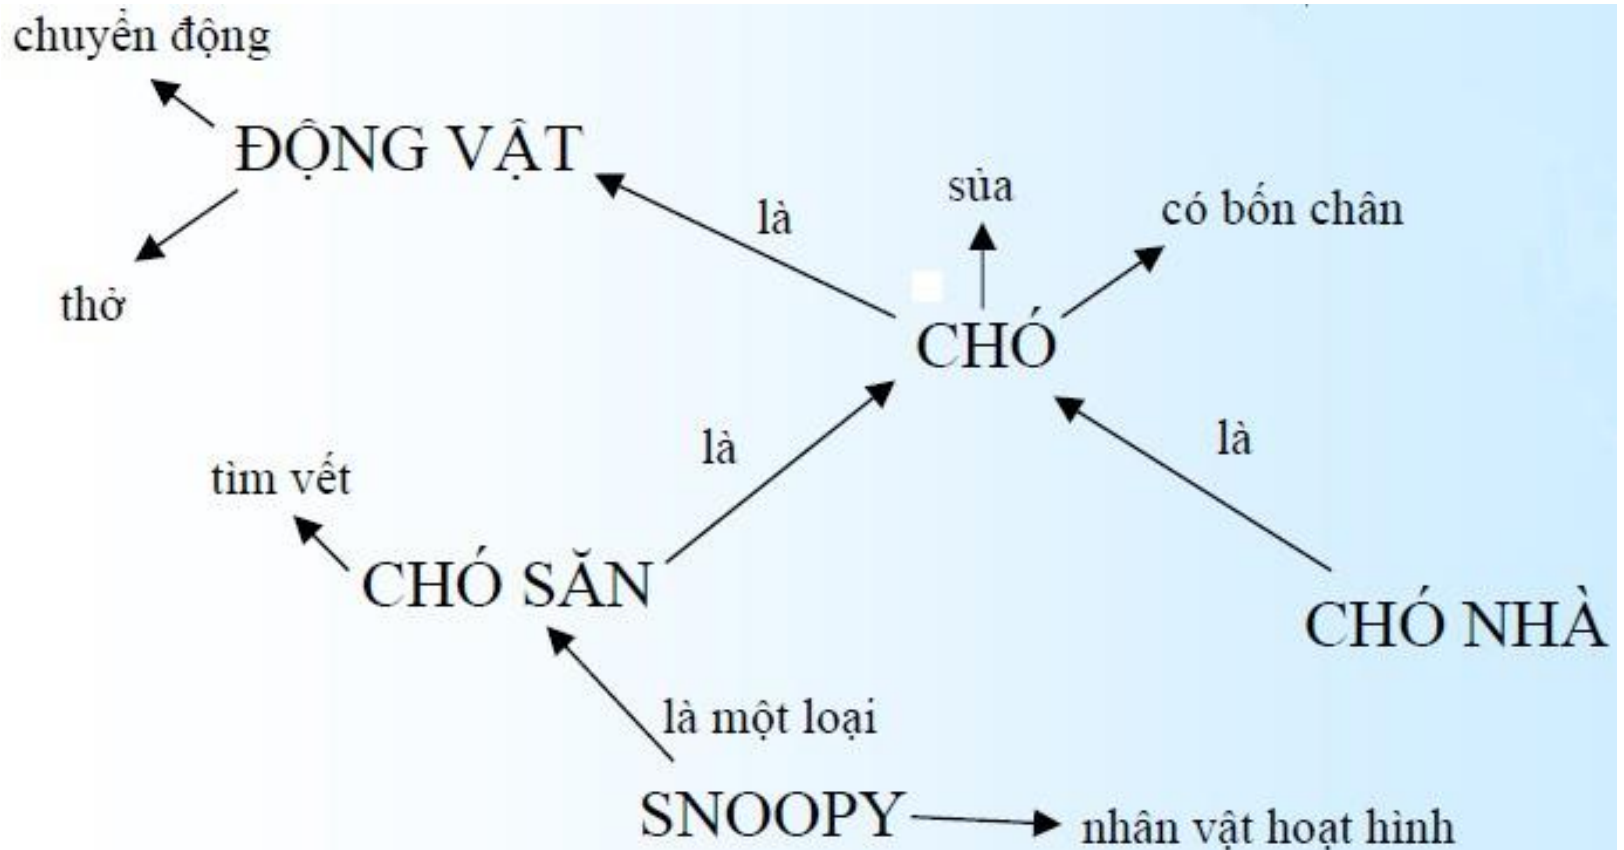 chuyển động
ĐỘNG VẬT
là
sủa
có bốn chân
thở
CHÓ
là
là
tìm vết
CHÓ SĂN
CHÓ NHÀ
là một loại
SNOOPY
nhân vật hoạt hình